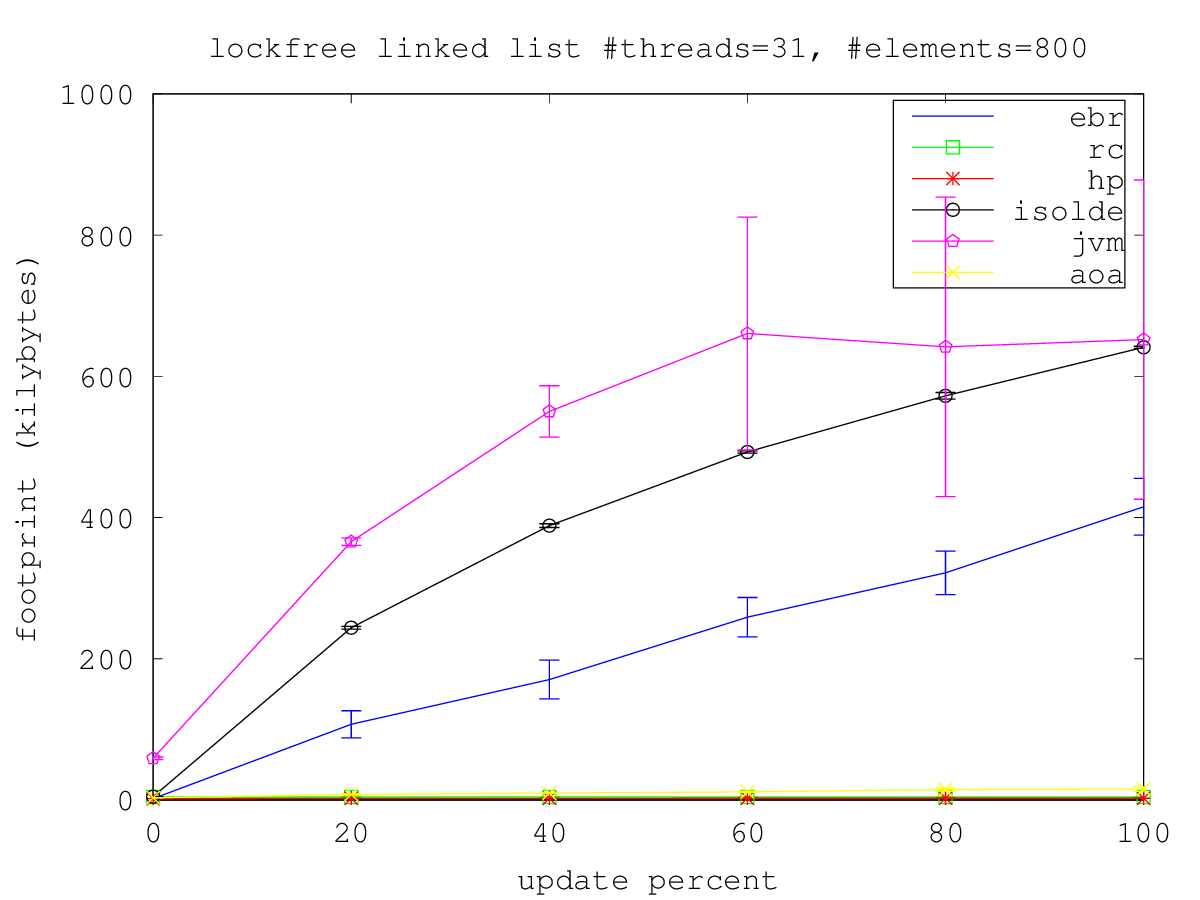 lockfree linked list #threads=31, #elements=800
1000
800
600
400
200
0
footprint (kilybytes)
ebr
rc
hp
isolde
jvm
aoa
0 20 40 60 80 100
update percent